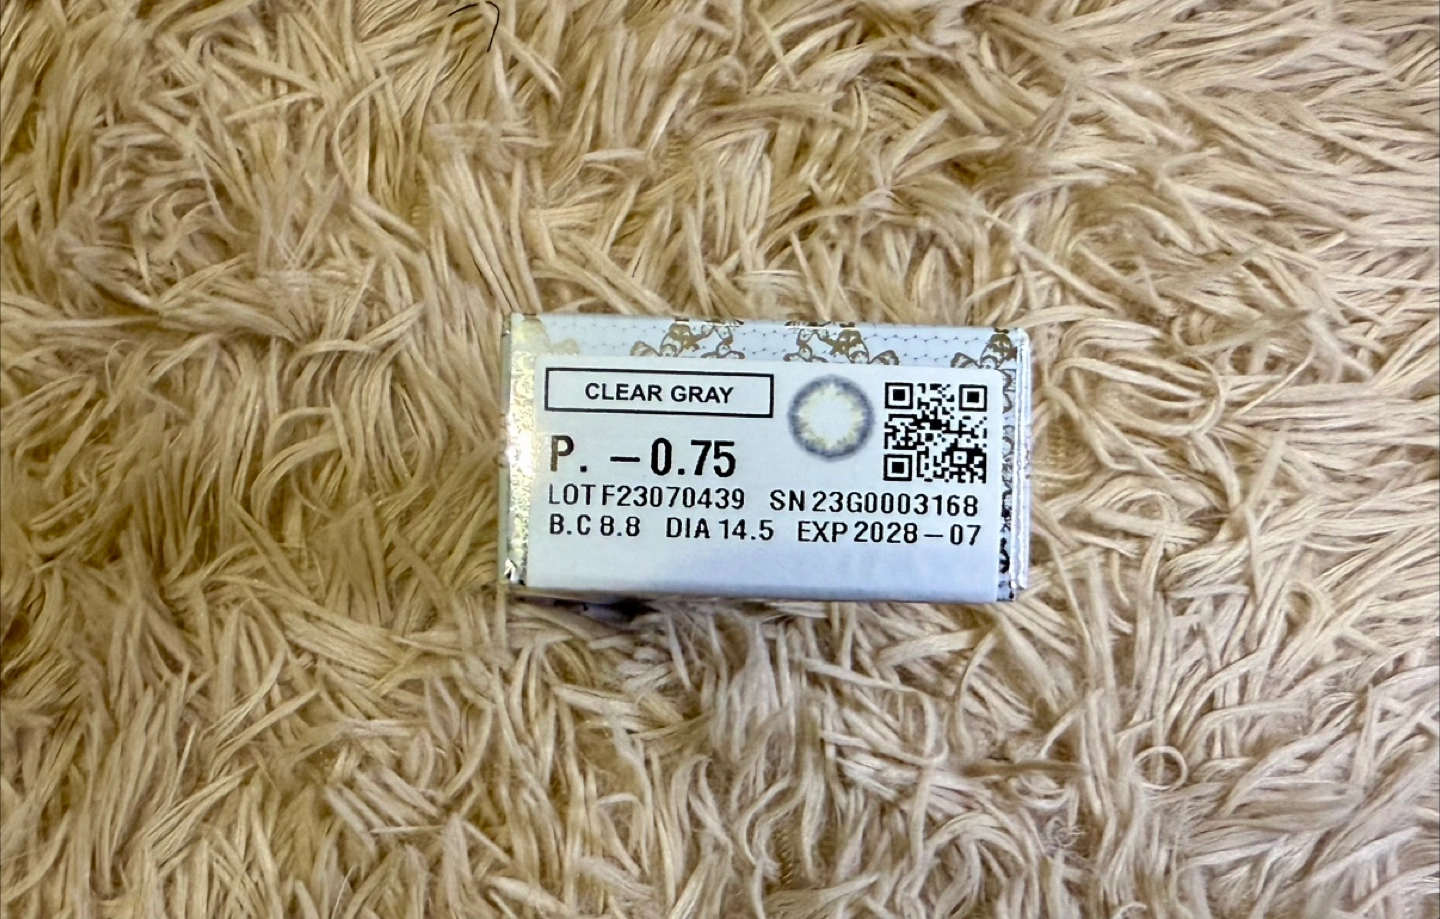 CLEAR GRAY
P. －0.75
LOT F23070439 SN 23G0003168
B.C 8.8 DIA 14.5 EXP 2028－07